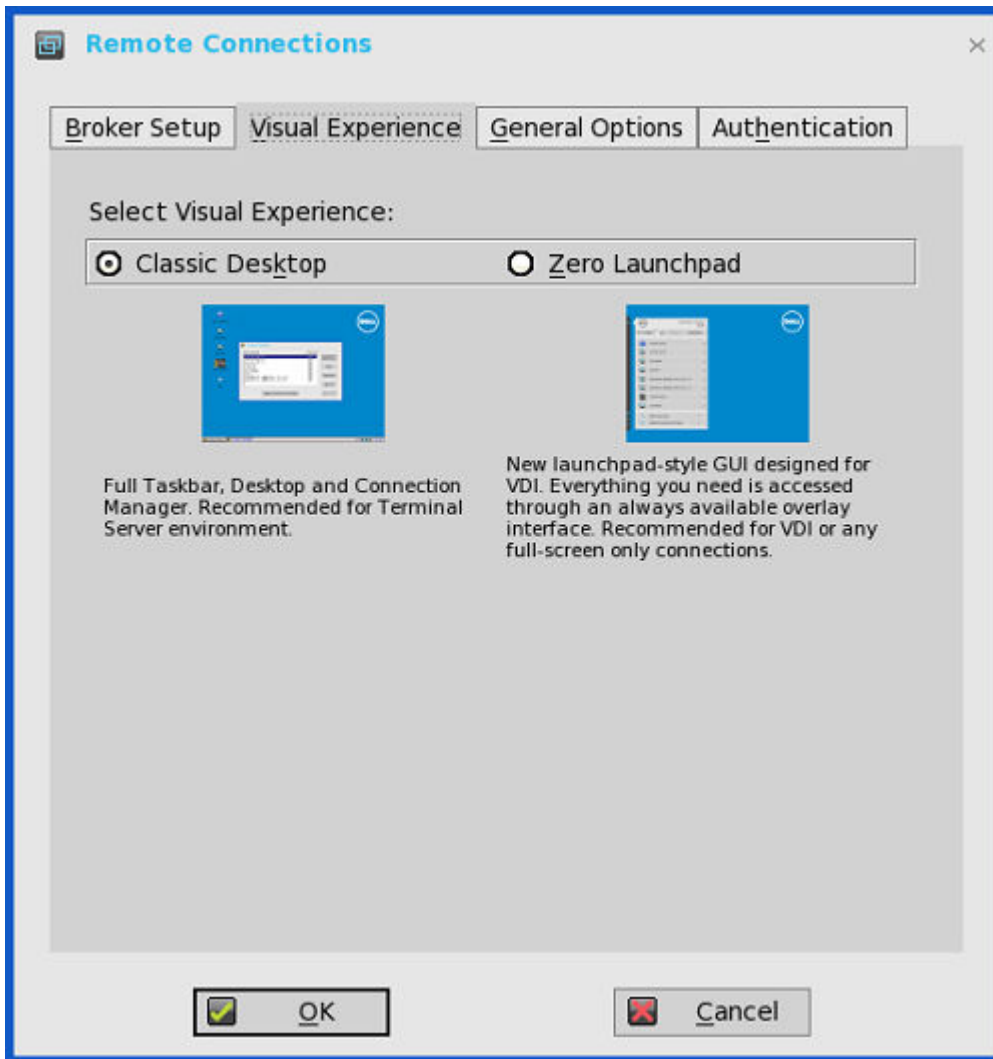 Remote Connections
Broker Setup Visual Experience General Options Authentication
Select Visual Experience:
Classic Desktop Zero Launchpad
DELL DELL
Full Taskbar, Desktop and Connection
Manager. Recommended for Terminal
Server environment.
New launchpad-style GUI designed for
VDI. Everything you need is accessed
through an always available overlay
interface. Recommended for VDI or any
full-screen only connections.
OK Cancel